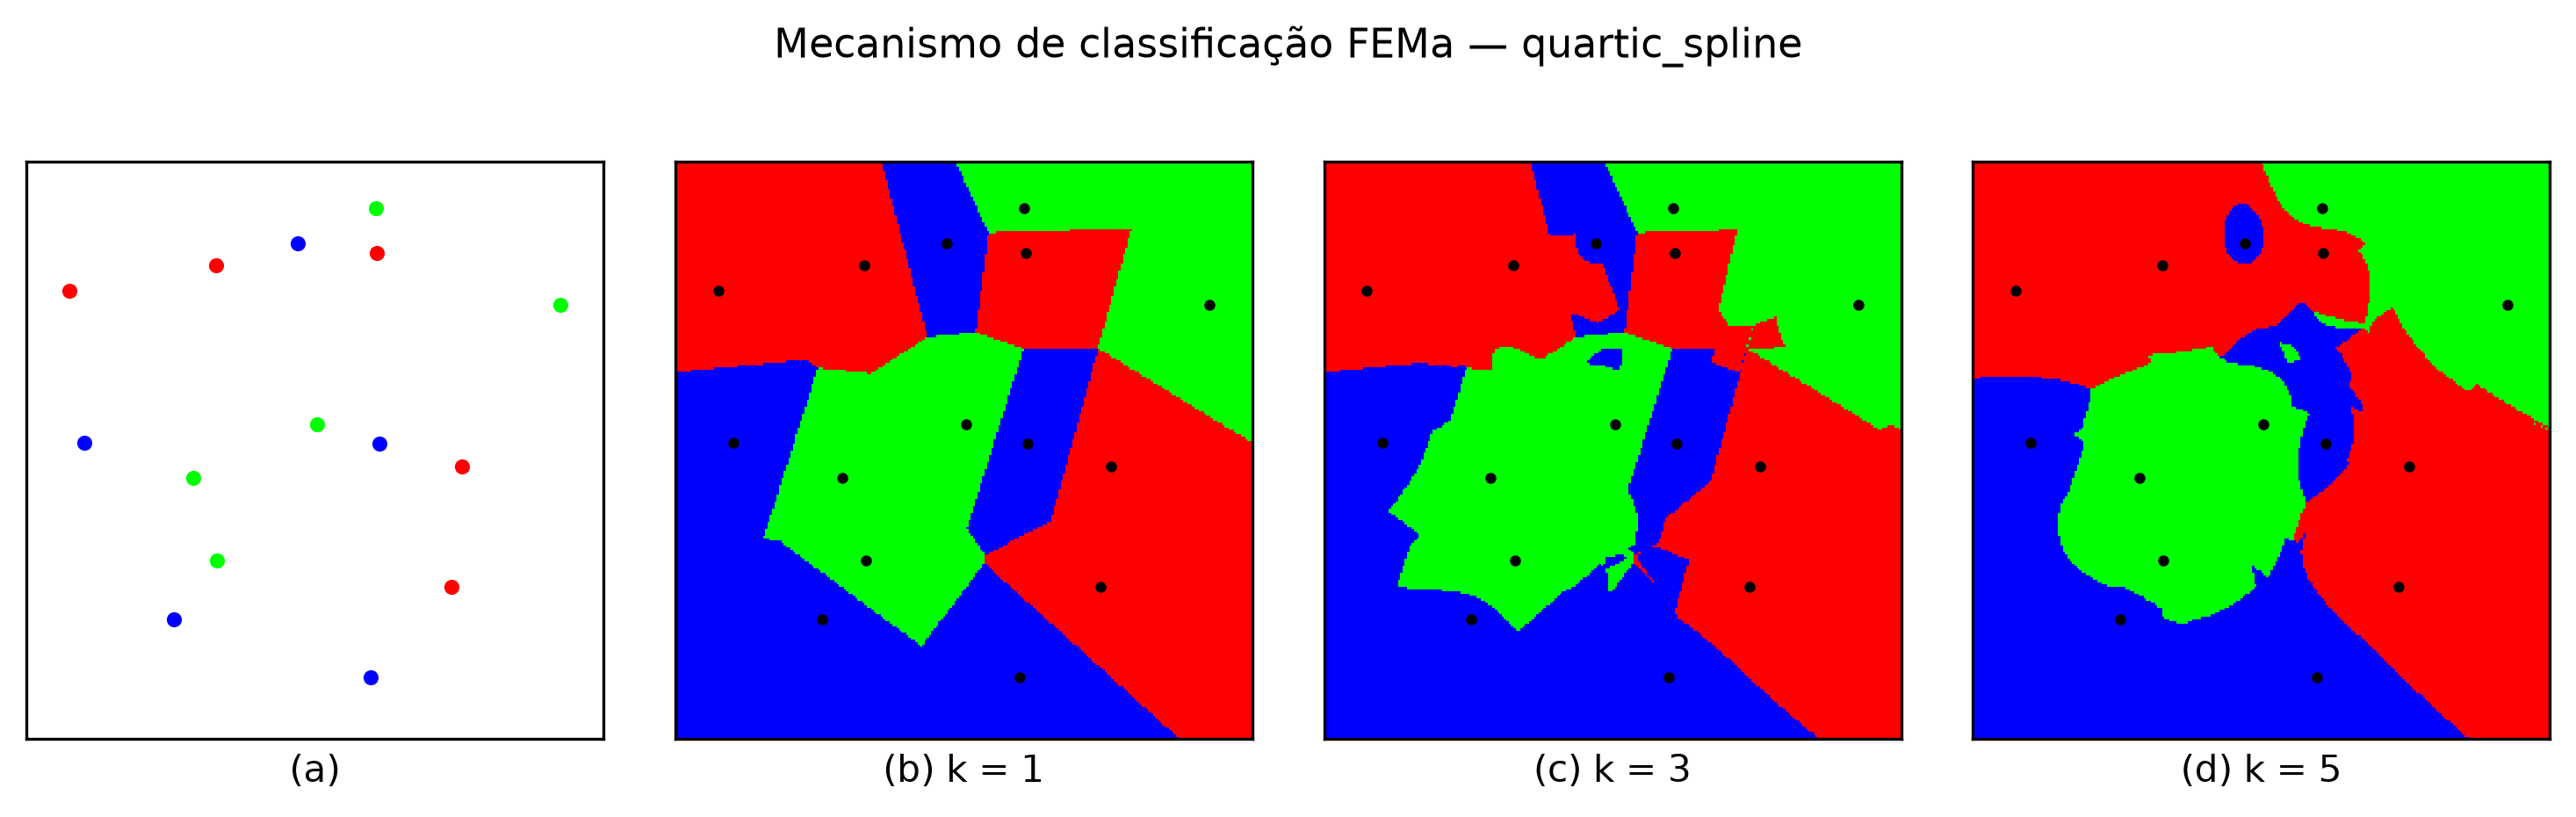 Mecanismo de classificação FEMa — quartic_spline
(a)
(b) k = 1
(c) k = 3
(d) k = 5